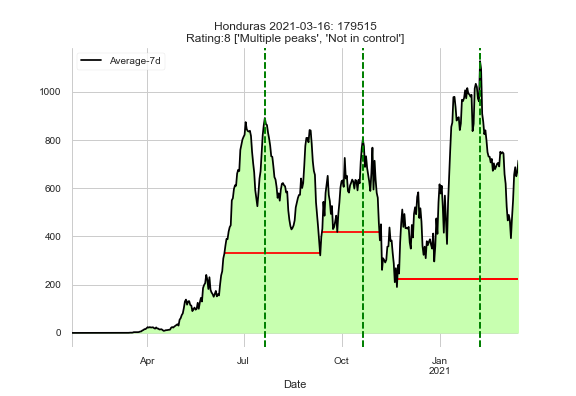 Honduras 2021-03-16: 179515
Rating:8 ['Multiple peaks', 'Not in control']
Average-7d
1000
800
600
400
200
0
Apr
Jul
Oct
Jan
2021
Date